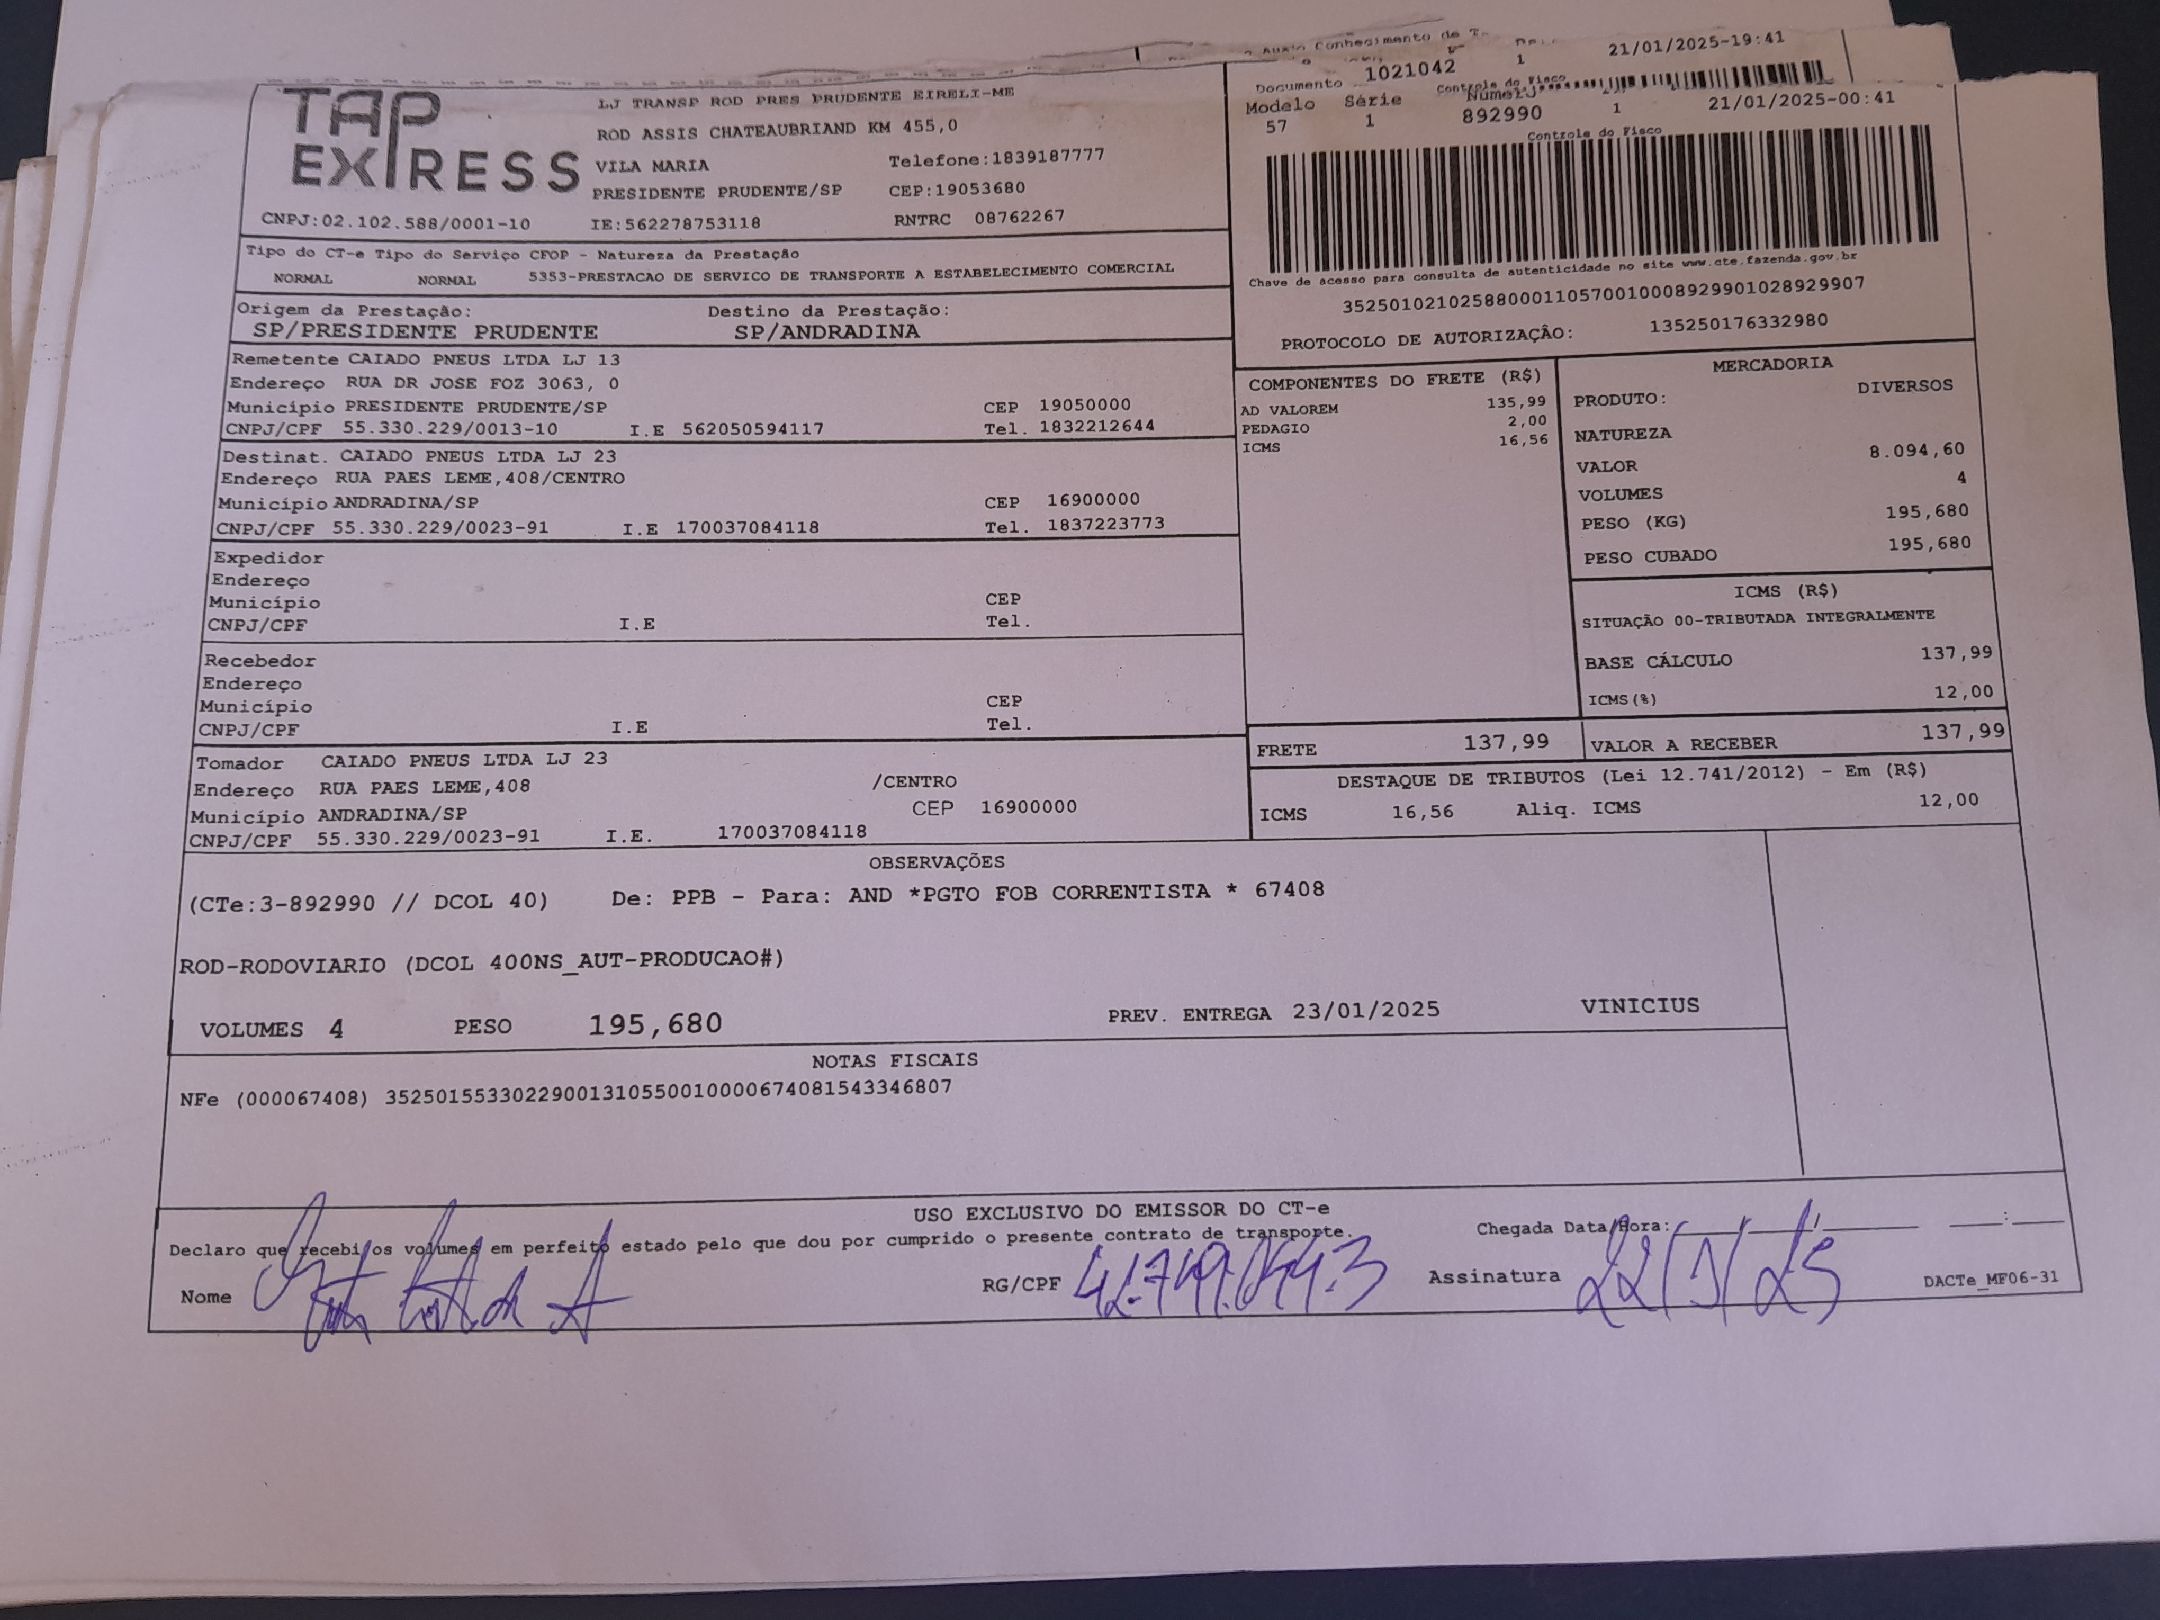 Conhecimento de
21/01/2025-19:41
Documento 1021042 1
TAP EXPRESS
LJ TRANSP ROD PRES PRUDENTE EIRELI-ME
ROD ASSIS CHATEAUBRIAND KM 455,0
VILA MARIA Telefone:1839187777
PRESIDENTE PRUDENTE/SP CEP:19053680
CNPJ:02.102.588/0001-10 IE:562278753118 RNTRC 08762267
Modelo Série
57 1 892990 1 21/01/2025-00:41
Controle do Fisco
Chave de acesso para consulta de autenticidade no site www.cte.fazenda.gov.br
35250102102588000110570010008929901028929907
PROTOCOLO DE AUTORIZAÇÂO: 135250176332980
Tipo do CT-e Tipo do Serviço CFOP - Natureza da Prestação
NORMAL NORMAL 5353-PRESTACAO DE SERVICO DE TRANSPORTE A ESTABELECIMENTO COMERCIAL
Origem da Prestação: Destino da Prestação:
SP/PRESIDENTE PRUDENTE SP/ANDRADINA
Remetente CAIADO PNEUS LTDA LJ 13
Endereço RUA DR JOSE FOZ 3063, 0
Município PRESIDENTE PRUDENTE/SP CEP 19050000
CNPJ/CPF 55.330.229/0013-10 I.E 562050594117 Tel. 1832212644
Destinat. CAIADO PNEUS LTDA LJ 23
Endereço RUA PAES LEME,408/CENTRO
Município ANDRADINA/SP CEP 16900000
CNPJ/CPF 55.330.229/0023-91 I.E 170037084118 Tel. 1837223773
Expedidor
Endereço
Município CEP
CNPJ/CPF I.E Tel.
Recebedor
Endereço
Município CEP
CNPJ/CPF I.E Tel.
Tomador CAIADO PNEUS LTDA LJ 23
Endereço RUA PAES LEME,408 /CENTRO
Município ANDRADINA/SP CEP 16900000
CNPJ/CPF 55.330.229/0023-91 I.E. 170037084118
COMPONENTES DO FRETE (R$)
AD VALOREM 135,99
PEDAGIO 2,00
ICMS 16,56
MERCADORIA
PRODUTO: DIVERSOS
NATUREZA
VALOR 8.094,60
VOLUMES 4
PESO (KG) 195,680
PESO CUBADO 195,680
ICMS (R$)
SITUAÇÃO 00-TRIBUTADA INTEGRALMENTE
BASE CÁLCULO 137,99
ICMS(%) 12,00
FRETE 137,99 VALOR A RECEBER 137,99
DESTAQUE DE TRIBUTOS (Lei 12.741/2012) - Em (R$)
ICMS 16,56 Aliq. ICMS 12,00
OBSERVAÇÕES
(CTe:3-892990 // DCOL 40) De: PPB - Para: AND *PGTO FOB CORRENTISTA * 67408
ROD-RODOVIARIO (DCOL 400NS_AUT-PRODUCAO#)
VOLUMES 4 PESO 195,680 PREV. ENTREGA 23/01/2025 VINICIUS
NOTAS FISCAIS
NFe (000067408) 35250155330229001310550010000674081543346807
USO EXCLUSIVO DO EMISSOR DO CT-e
Declaro que recebi os volumes em perfeito estado pelo que dou por cumprido o presente contrato de transporte.
Chegada Data/Hora:
Nome RG/CPF Assinatura 22/1/25
DACTe_MF06-31